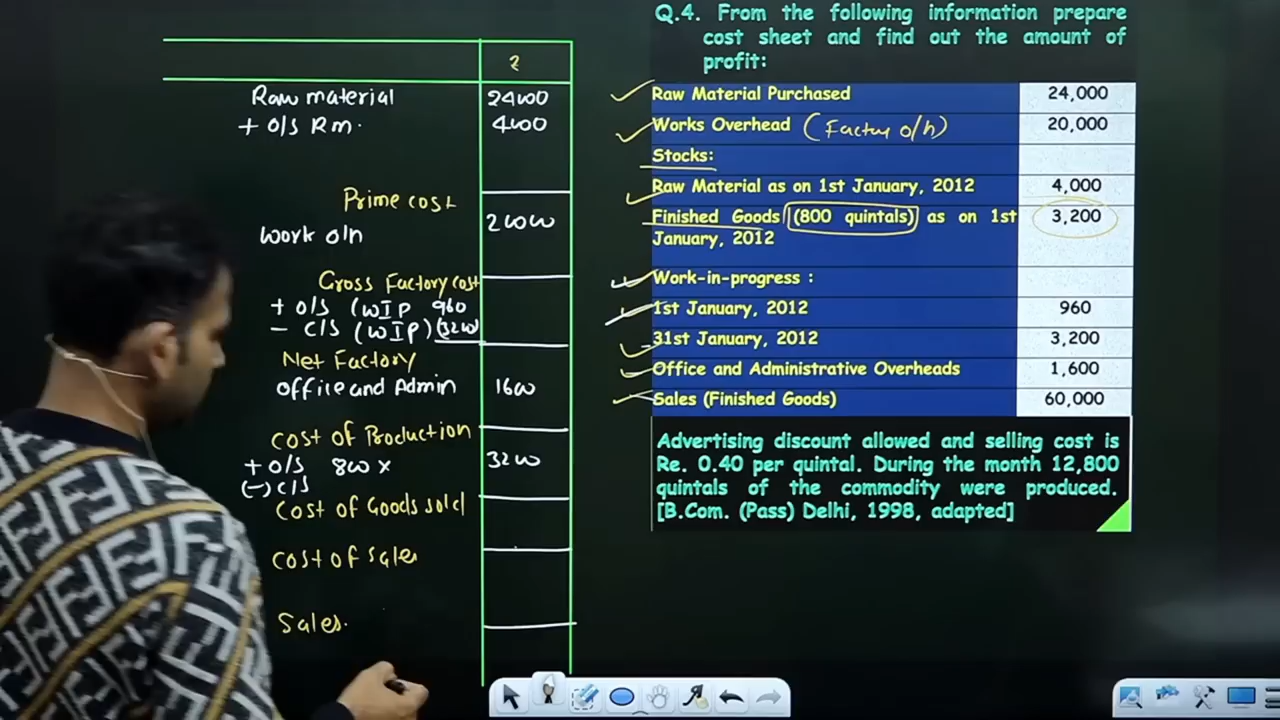 ₹
Raw material 24000
+ O/S Rm. 4000
Prime cost
Work o/h 20000
Gross Factory cost
+ O/S (WIP 960
- C/S (WIP) (3200)
Net Factory
office and Admin 1600
Cost of Production
+ O/S 800 x 3200
(-) C/S
Cost of Goods sold
Cost of Sales
Sales.
Q.4. From the following information prepare
cost sheet and find out the amount of
profit:
Raw Material Purchased 24,000
Works Overhead (Factory o/h) 20,000
Stocks:
Raw Material as on 1st January, 2012 4,000
Finished Goods (800 quintals) as on 1st 3,200
January, 2012
Work-in-progress :
1st January, 2012 960
31st January, 2012 3,200
Office and Administrative Overheads 1,600
Sales (Finished Goods) 60,000
Advertising discount allowed and selling cost is
Re. 0.40 per quintal. During the month 12,800
quintals of the commodity were produced.
[B.Com. (Pass) Delhi, 1998, adapted]